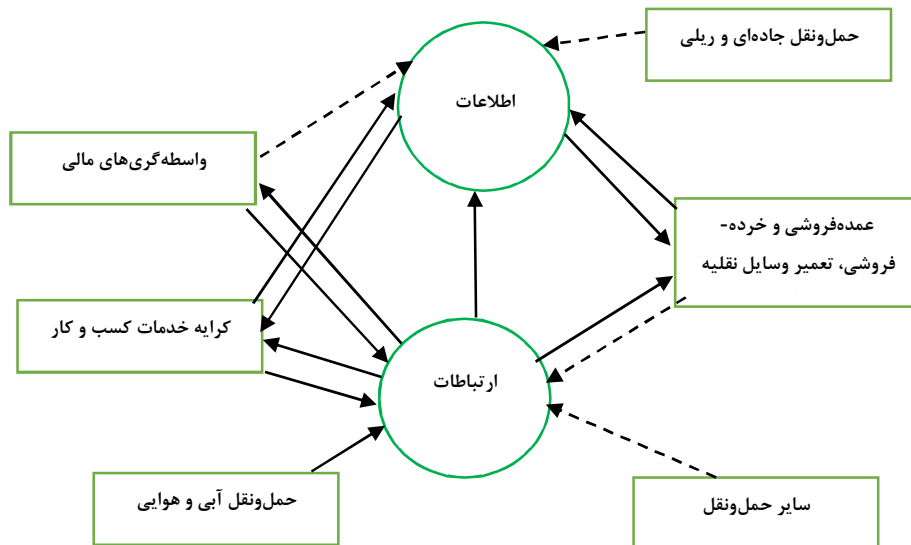 حمل‌ونقل جاده‌ای و ریلی
اطلاعات
واسطه‌گری‌های مالی
عمده‌فروشی و خرده-
فروشی، تعمیر وسایل نقلیه
کرایه خدمات کسب و کار
ارتباطات
حمل‌ونقل آبی و هوایی
سایر حمل‌ونقل